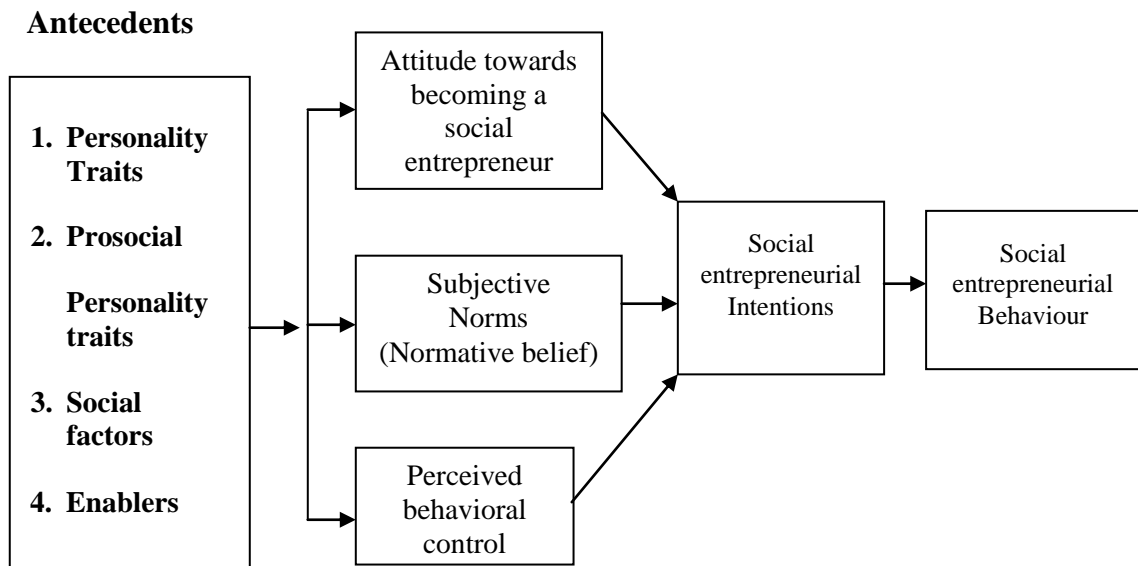 Antecedents
1. Personality
Traits
2. Prosocial
Personality
traits
3. Social
factors
4. Enablers
Attitude towards
becoming a
social
entrepreneur
Subjective
Norms
(Normative belief)
Perceived
behavioral
control
Social
entrepreneurial
Intentions
Social
entrepreneurial
Behaviour